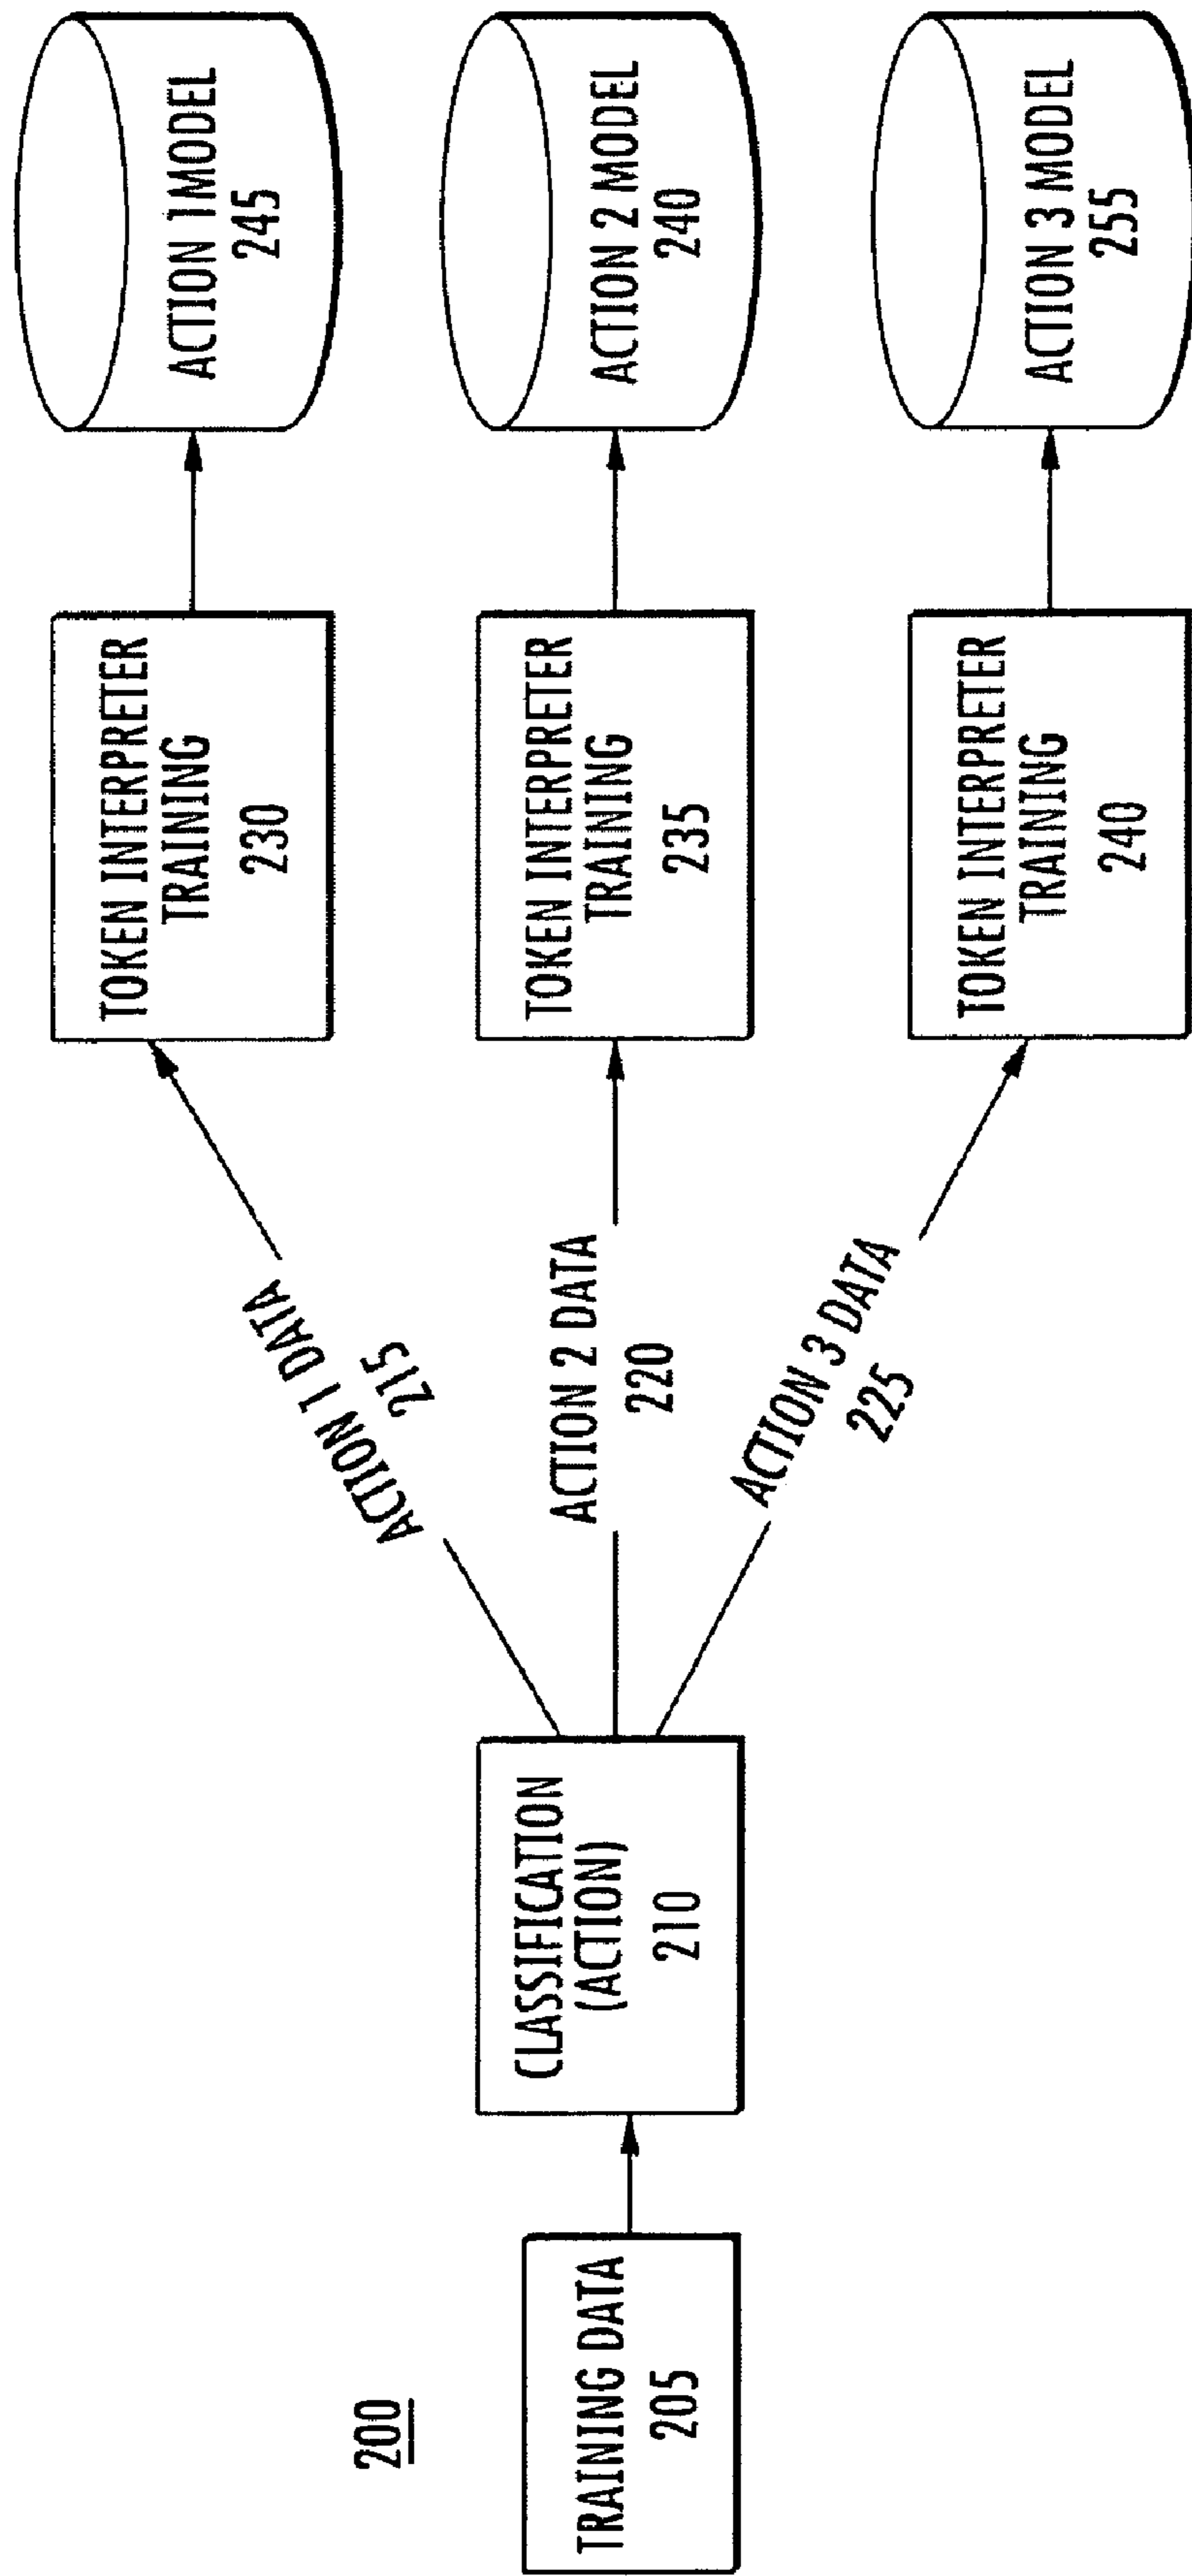 200
TRAINING DATA
205
CLASSIFICATION
(ACTION)
210
ACTION 1 DATA
215
ACTION 2 DATA
220
ACTION 3 DATA
225
TOKEN INTERPRETER
TRAINING
230
TOKEN INTERPRETER
TRAINING
235
TOKEN INTERPRETER
TRAINING
240
ACTION 1MODEL
245
ACTION 2 MODEL
240
ACTION 3 MODEL
255